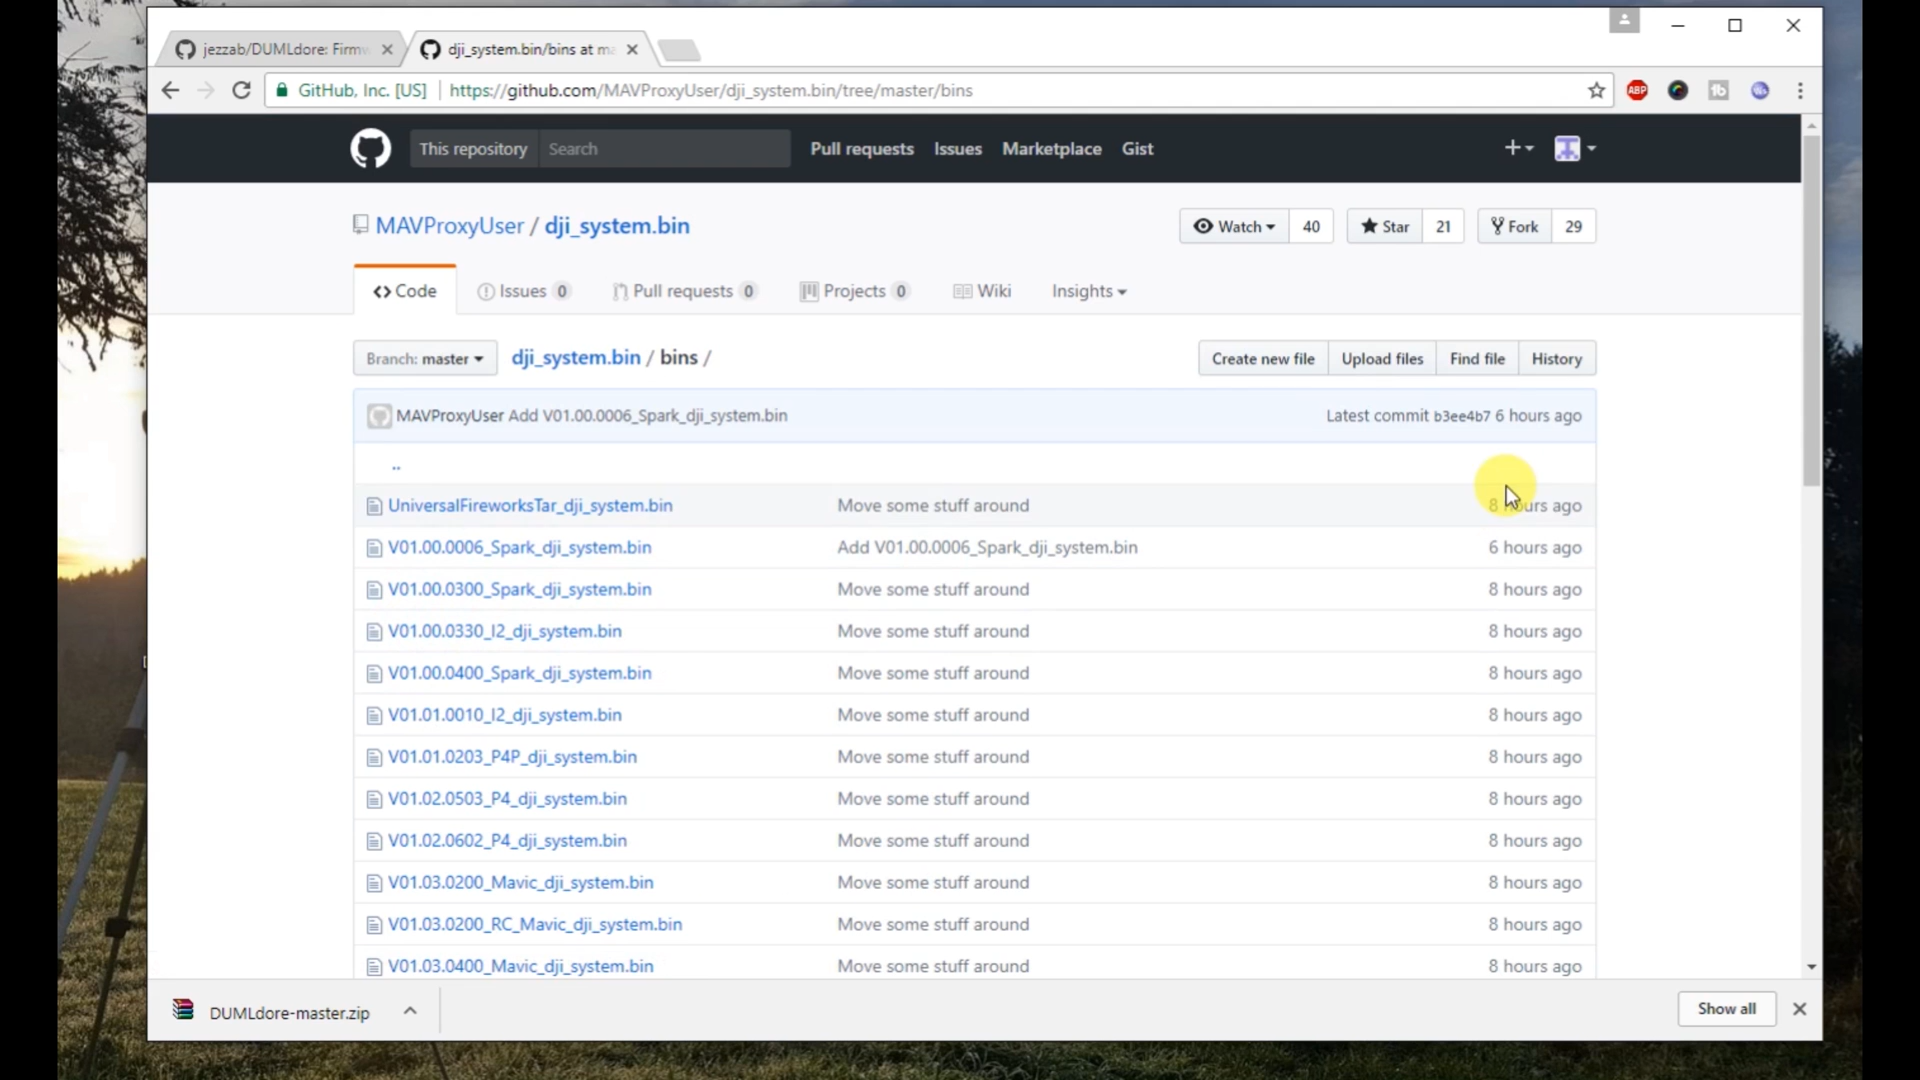 jezzab/DUMLdore: Firmw
dji_system.bin/bins at ma
GitHub, Inc. [US] https://github.com/MAVProxyUser/dji_system.bin/tree/master/bins
ABP
This repository Search Pull requests Issues Marketplace Gist
MAVProxyUser / dji_system.bin
Watch 40 Star 21 Fork 29
Code Issues 0 Pull requests 0 Projects 0 Wiki Insights
Branch: master dji_system.bin / bins / Create new file Upload files Find file History
MAVProxyUser Add V01.00.0006_Spark_dji_system.bin Latest commit b3ee4b7 6 hours ago
..
UniversalFireworksTar_dji_system.bin Move some stuff around 8 hours ago
V01.00.0006_Spark_dji_system.bin Add V01.00.0006_Spark_dji_system.bin 6 hours ago
V01.00.0300_Spark_dji_system.bin Move some stuff around 8 hours ago
V01.00.0330_I2_dji_system.bin Move some stuff around 8 hours ago
V01.00.0400_Spark_dji_system.bin Move some stuff around 8 hours ago
V01.01.0010_I2_dji_system.bin Move some stuff around 8 hours ago
V01.01.0203_P4P_dji_system.bin Move some stuff around 8 hours ago
V01.02.0503_P4_dji_system.bin Move some stuff around 8 hours ago
V01.02.0602_P4_dji_system.bin Move some stuff around 8 hours ago
V01.03.0200_Mavic_dji_system.bin Move some stuff around 8 hours ago
V01.03.0200_RC_Mavic_dji_system.bin Move some stuff around 8 hours ago
V01.03.0400_Mavic_dji_system.bin Move some stuff around 8 hours ago
DUMLdore-master.zip Show all